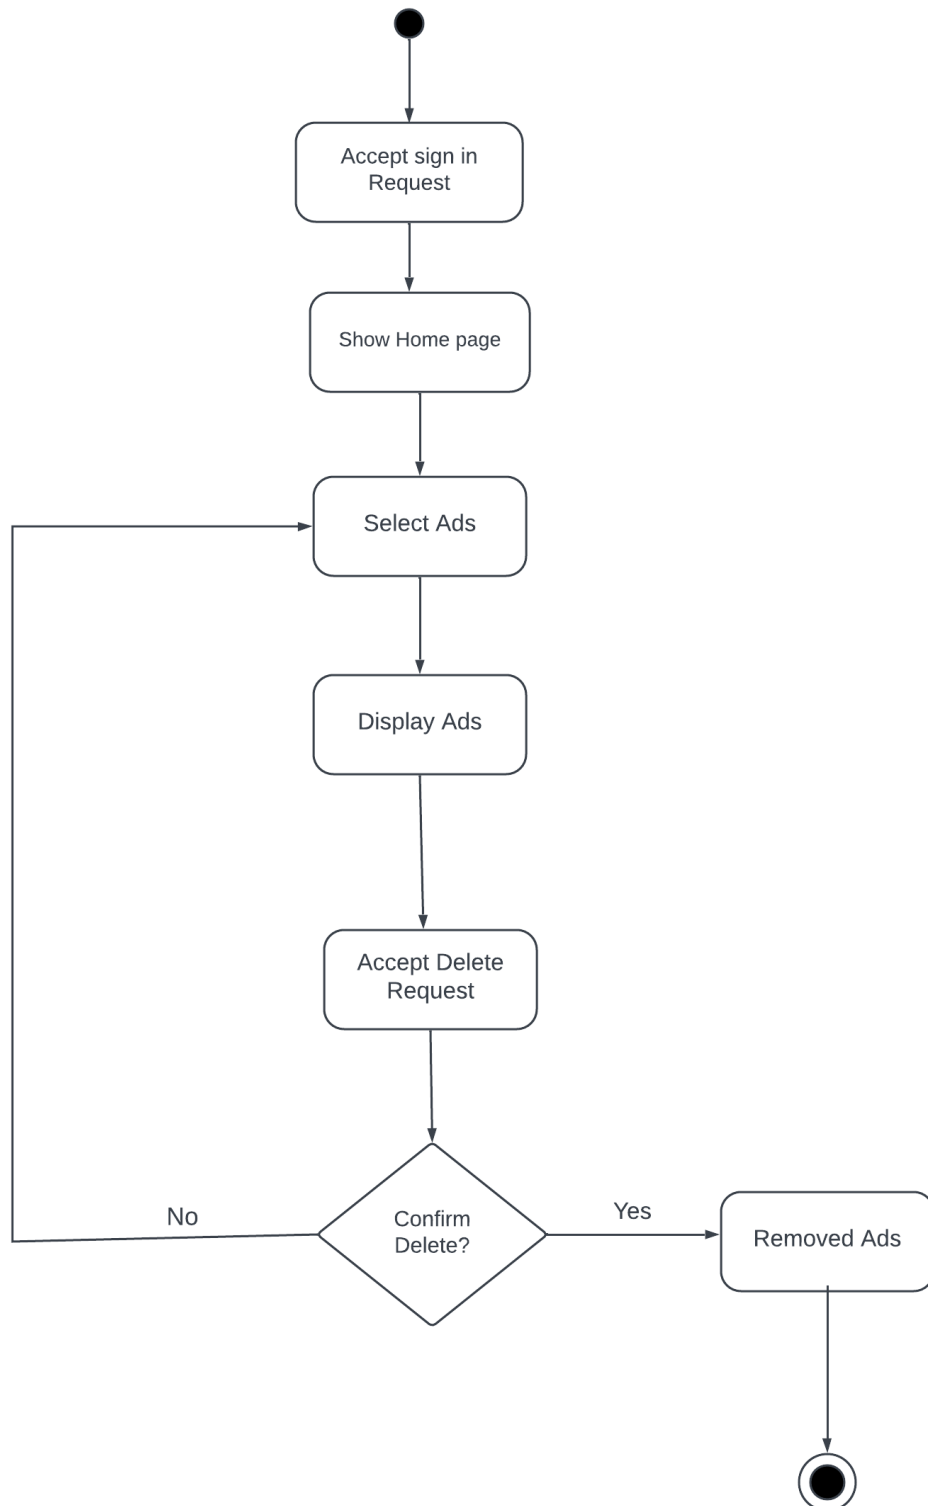 Accept sign in
Request
Show Home page
Select Ads
Display Ads
Accept Delete
Request
Confirm
Delete?
No
Yes
Removed Ads